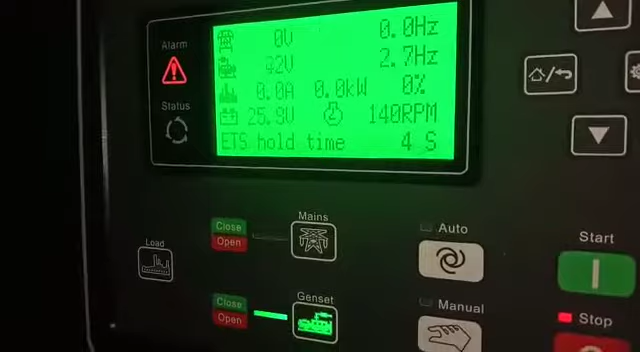 Alarm
Status
0V 0.0Hz
42V 2.7Hz
0.0A 0.0kW 0%
25.9V 140RPM
ETS hold time 4 S
Load
Close
Open
Mains
Close
Open
Genset
Auto
Manual
Start
Stop